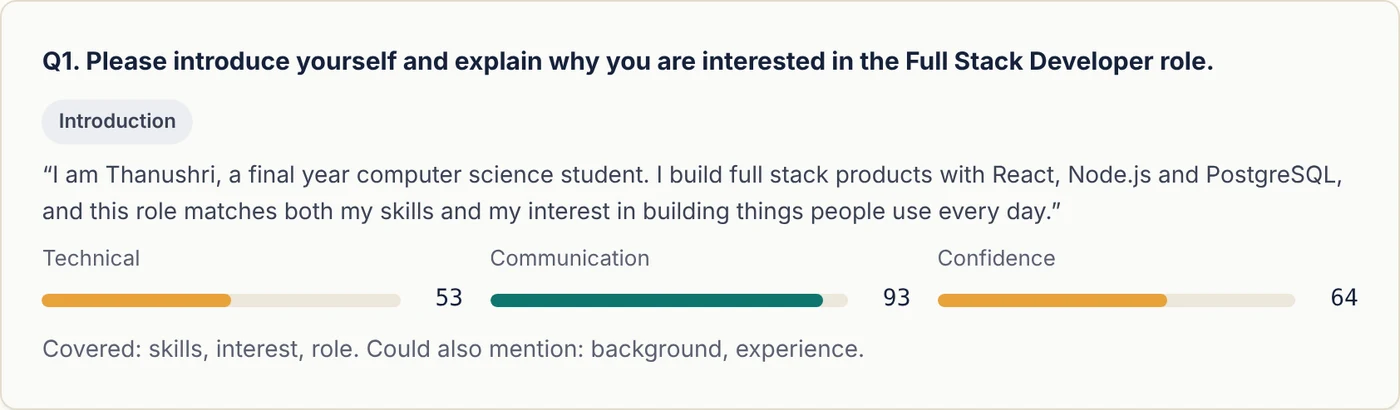 Q1. Please introduce yourself and explain why you are interested in the Full Stack Developer role.
Introduction
“I am Thanushri, a final year computer science student. I build full stack products with React, Node.js and PostgreSQL,
and this role matches both my skills and my interest in building things people use every day.”
Technical Communication Confidence
53 93 64
Covered: skills, interest, role. Could also mention: background, experience.